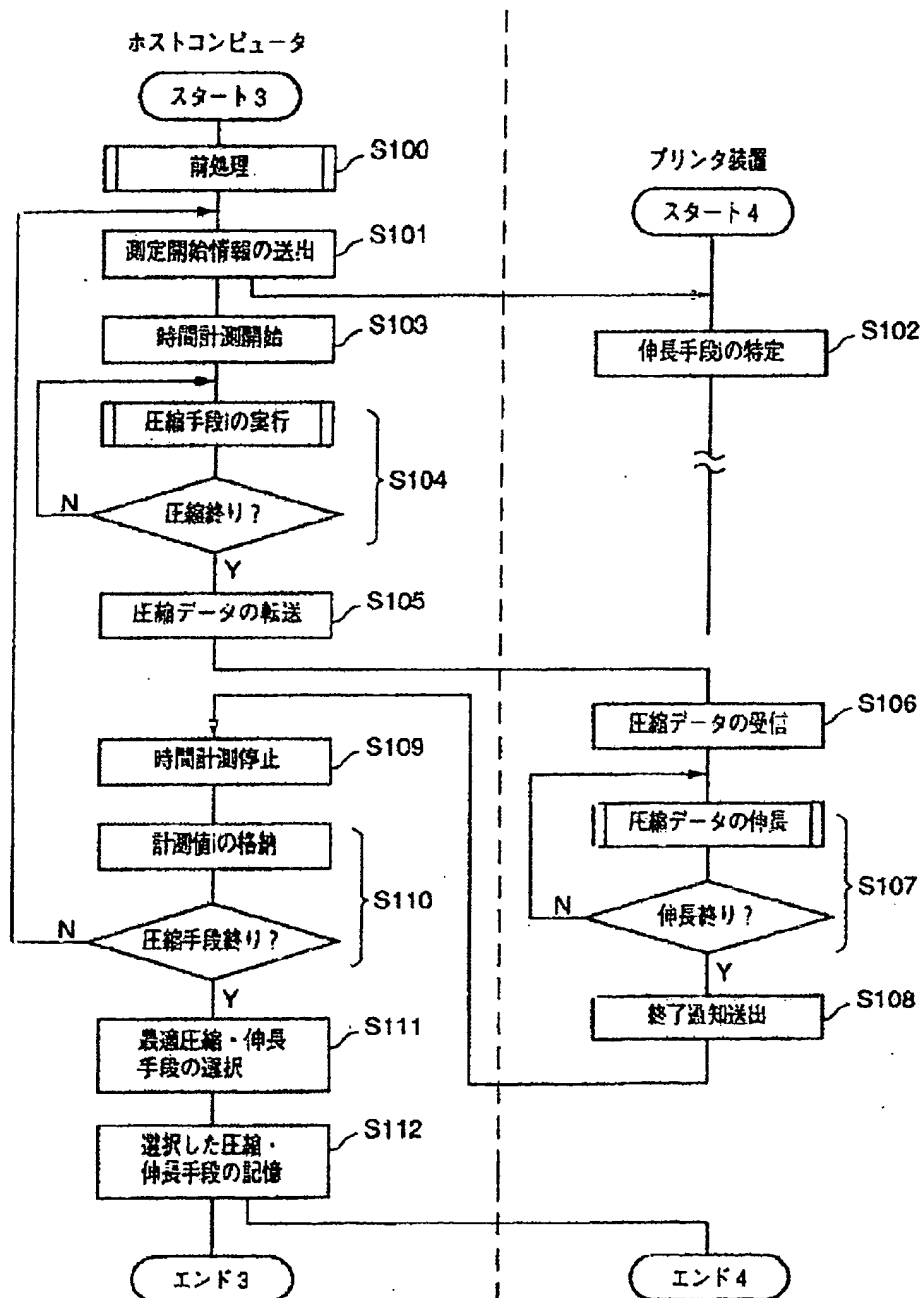 ホストコンピュータ
スタート3
前処理
S100
測定開始情報の送出
S101
時間計測開始
S103
圧縮手段iの実行
圧縮終り?
S104
N
Y
圧縮データの転送
S105
時間計測停止
S109
計測値iの格納
圧縮手段終り?
S110
N
Y
最適圧縮・伸長
手段の選択
S111
選択した圧縮・
伸長手段の記憶
S112
エンド3
プリンタ装置
スタート4
伸長手段iの特定
S102
圧縮データの受信
S106
圧縮データの伸長
伸長終り?
S107
N
Y
終了通知送出
S108
エンド4